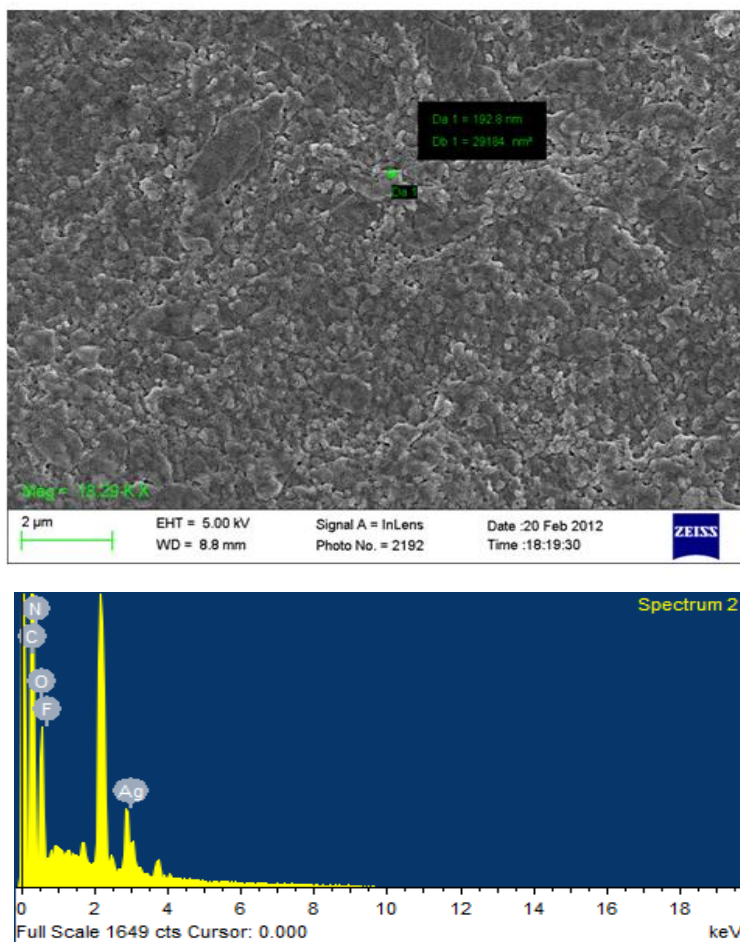 Da 1 = 192.8 nm
Db 1 = 29184. nm²
Da 1
Mag = 18.29 K X
2 µm
EHT = 5.00 kV
Signal A = InLens
Date :20 Feb 2012
WD = 8.8 mm
Photo No. = 2192
Time :18:19:30
ZEISS
Spectrum 2
N
C
O
F
Ag
0 2 4 6 8 10 12 14 16 18
Full Scale 1649 cts Cursor: 0.000 keV